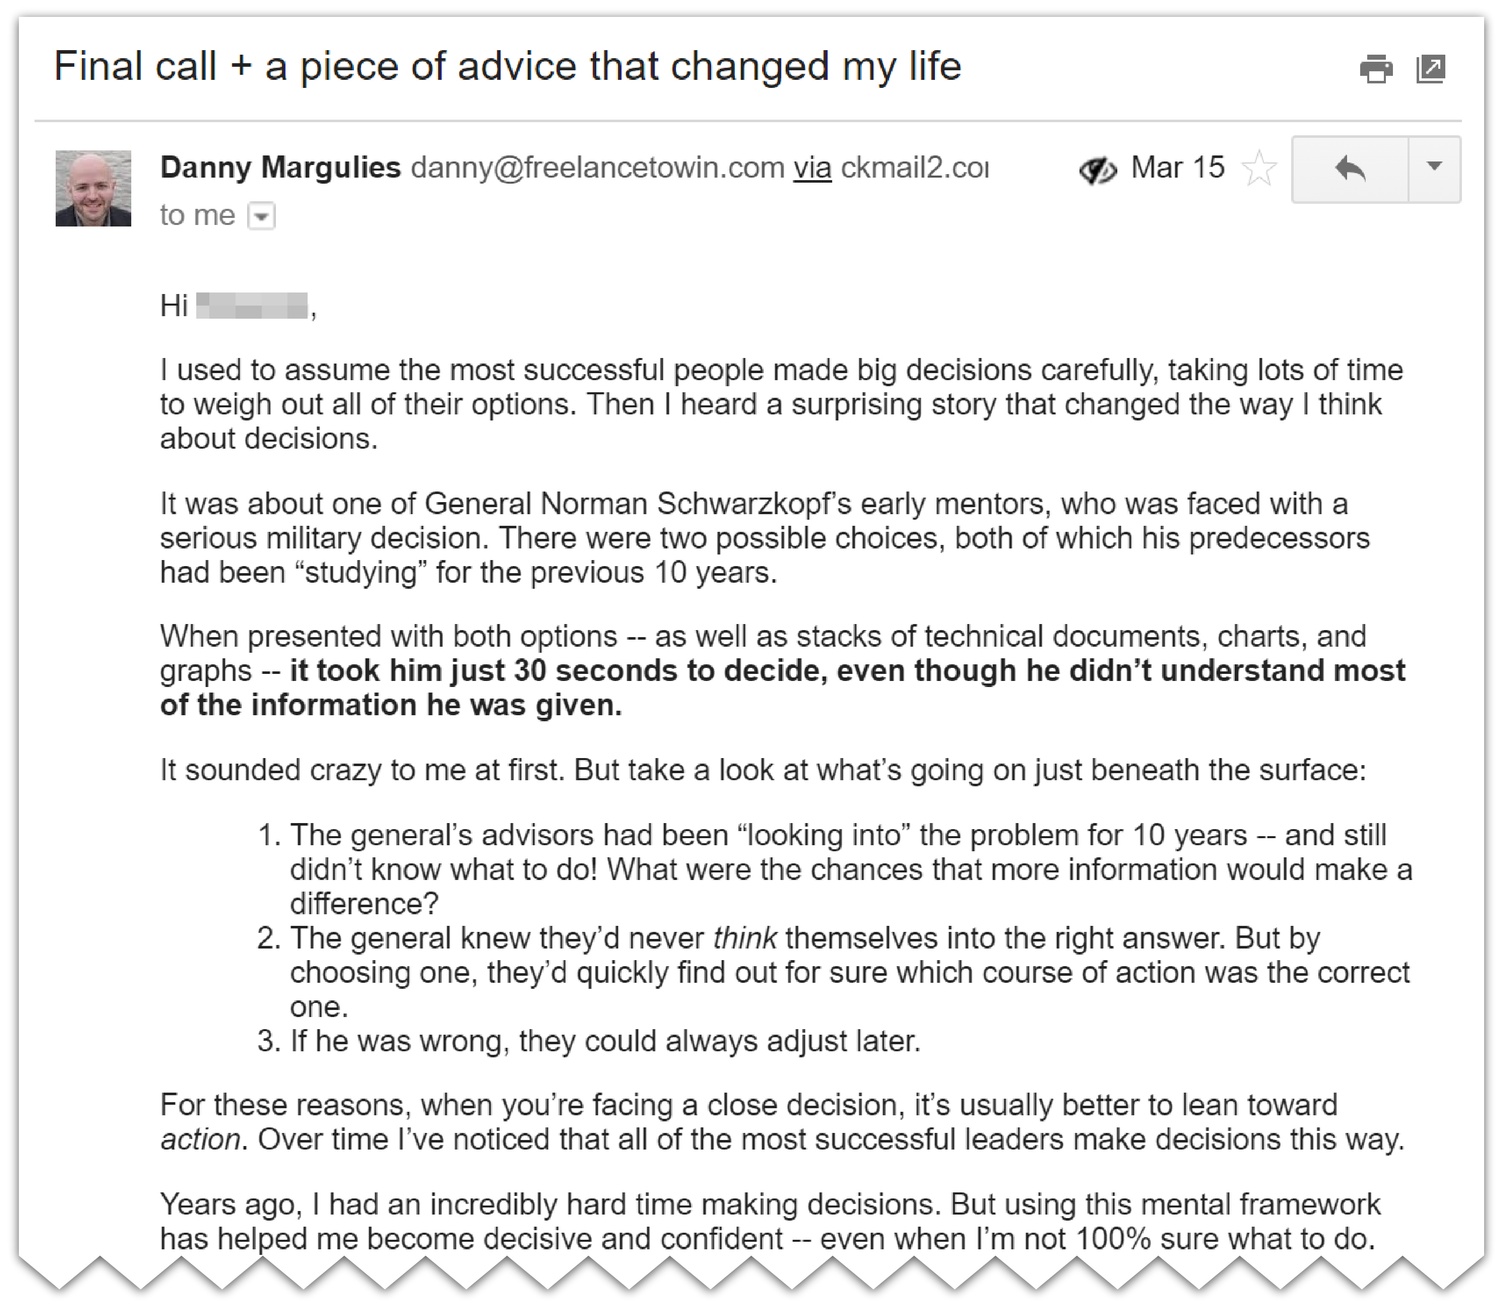 Final call + a piece of advice that changed my life
Danny Margulies danny@freelancetowin.com via ckmail2.coı
Mar 15
to me
Hi ,
I used to assume the most successful people made big decisions carefully, taking lots of time
to weigh out all of their options. Then I heard a surprising story that changed the way I think
about decisions.
It was about one of General Norman Schwarzkopf’s early mentors, who was faced with a
serious military decision. There were two possible choices, both of which his predecessors
had been “studying” for the previous 10 years.
When presented with both options -- as well as stacks of technical documents, charts, and
graphs -- it took him just 30 seconds to decide, even though he didn’t understand most
of the information he was given.
It sounded crazy to me at first. But take a look at what’s going on just beneath the surface:
1. The general’s advisors had been “looking into” the problem for 10 years -- and still
didn’t know what to do! What were the chances that more information would make a
difference?
2. The general knew they’d never think themselves into the right answer. But by
choosing one, they’d quickly find out for sure which course of action was the correct
one.
3. If he was wrong, they could always adjust later.
For these reasons, when you’re facing a close decision, it’s usually better to lean toward
action. Over time I’ve noticed that all of the most successful leaders make decisions this way.
Years ago, I had an incredibly hard time making decisions. But using this mental framework
has helped me become decisive and confident -- even when I’m not 100% sure what to do.